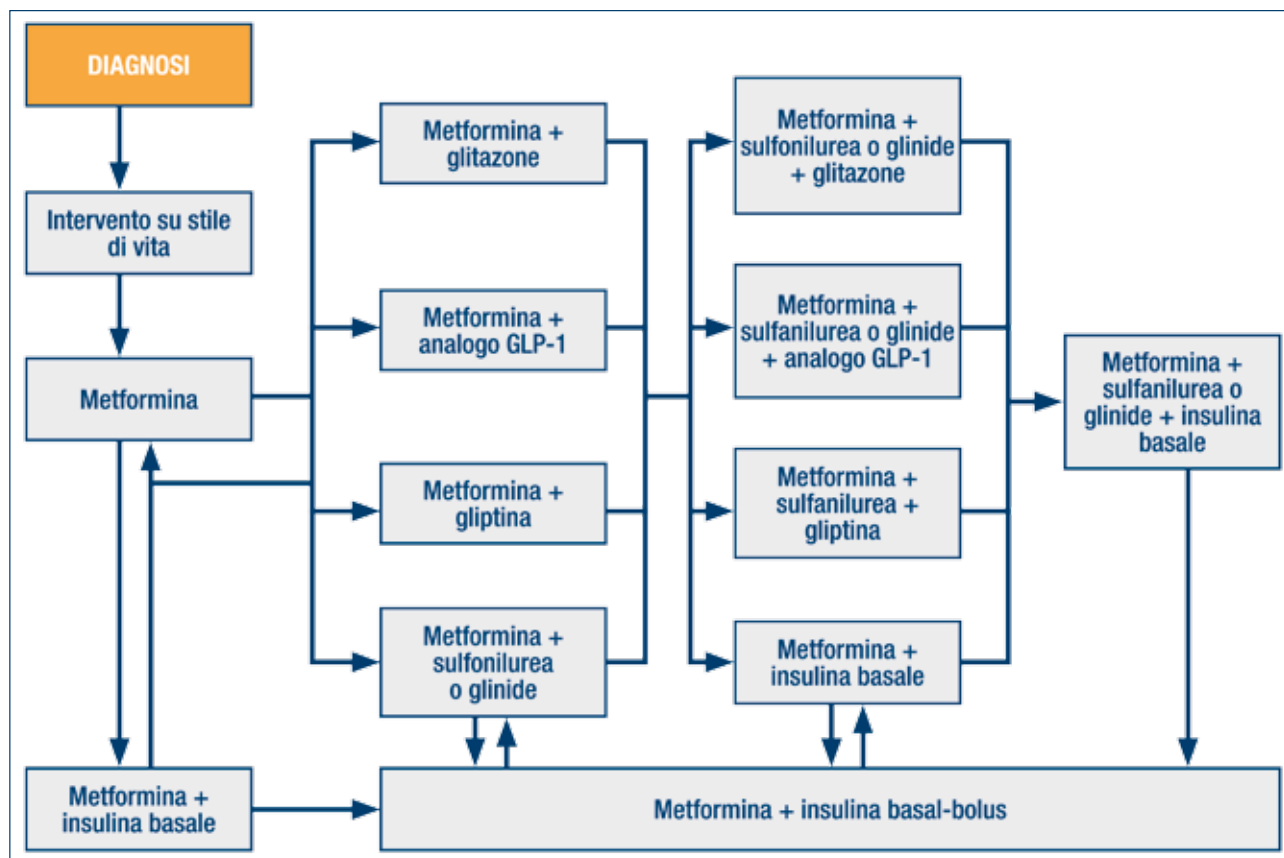 DIAGNOSI
Intervento su stile
di vita
Metformina
Metformina +
insulina basale
Metformina +
glitazone
Metformina +
analogo GLP-1
Metformina +
gliptina
Metformina +
sulfonilurea
o glinide
Metformina +
sulfonilurea o glinide
+ glitazone
Metformina +
sulfanilurea o glinide
+ analogo GLP-1
Metformina +
sulfanilurea +
gliptina
Metformina +
insulina basale
Metformina +
sulfanilurea o
glinide + insulina
basale
Metformina + insulina basal-bolus